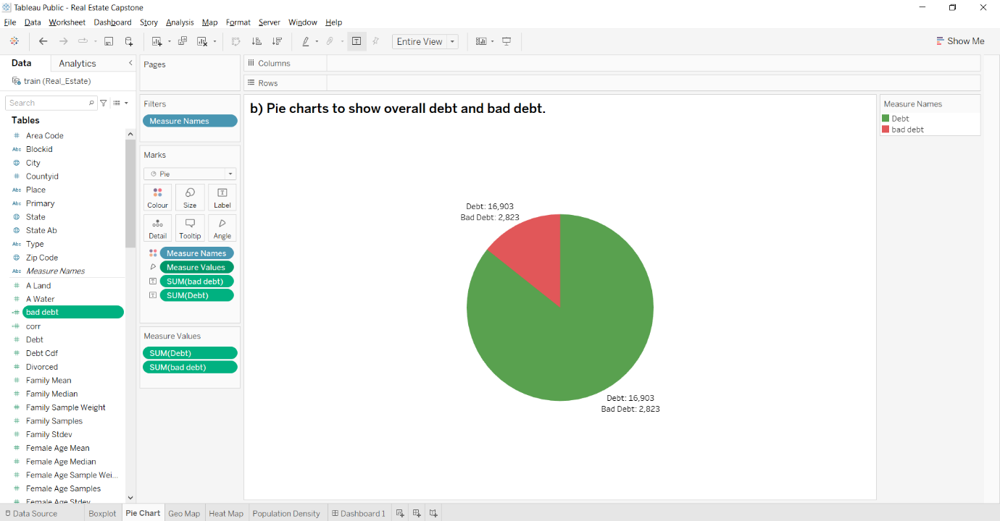 Tableau Public - Real Estate Capstone
File Data Worksheet Dashboard Story Analysis Map Format Server Window Help
Entire View
Show Me
Data
Analytics
train (Real_Estate)
Search
Tables
# Area Code
Abc Blockid
City
# Countyid
Abc Place
Abc Primary
State
State Ab
Abc Type
Zip Code
Abc Measure Names
# A Land
# A Water
=# bad debt
=# corr
# Debt
# Debt Cdf
# Divorced
# Family Mean
# Family Median
# Family Sample Weight
# Family Samples
# Family Stdev
# Female Age Mean
# Female Age Median
# Female Age Sample Wei...
# Female Age Samples
# Female Age Stdev
Pages
Filters
Measure Names
Marks
Pie
Colour Size Label
Detail Tooltip Angle
Measure Names
Measure Values
SUM(bad debt)
SUM(Debt)
Measure Values
SUM(Debt)
SUM(bad debt)
Columns
Rows
b) Pie charts to show overall debt and bad debt.
Debt: 16,903
Bad Debt: 2,823
Debt: 16,903
Bad Debt: 2,823
Measure Names
Debt
bad debt
Data Source Boxplot Pie Chart Geo Map Heat Map Population Density Dashboard 1